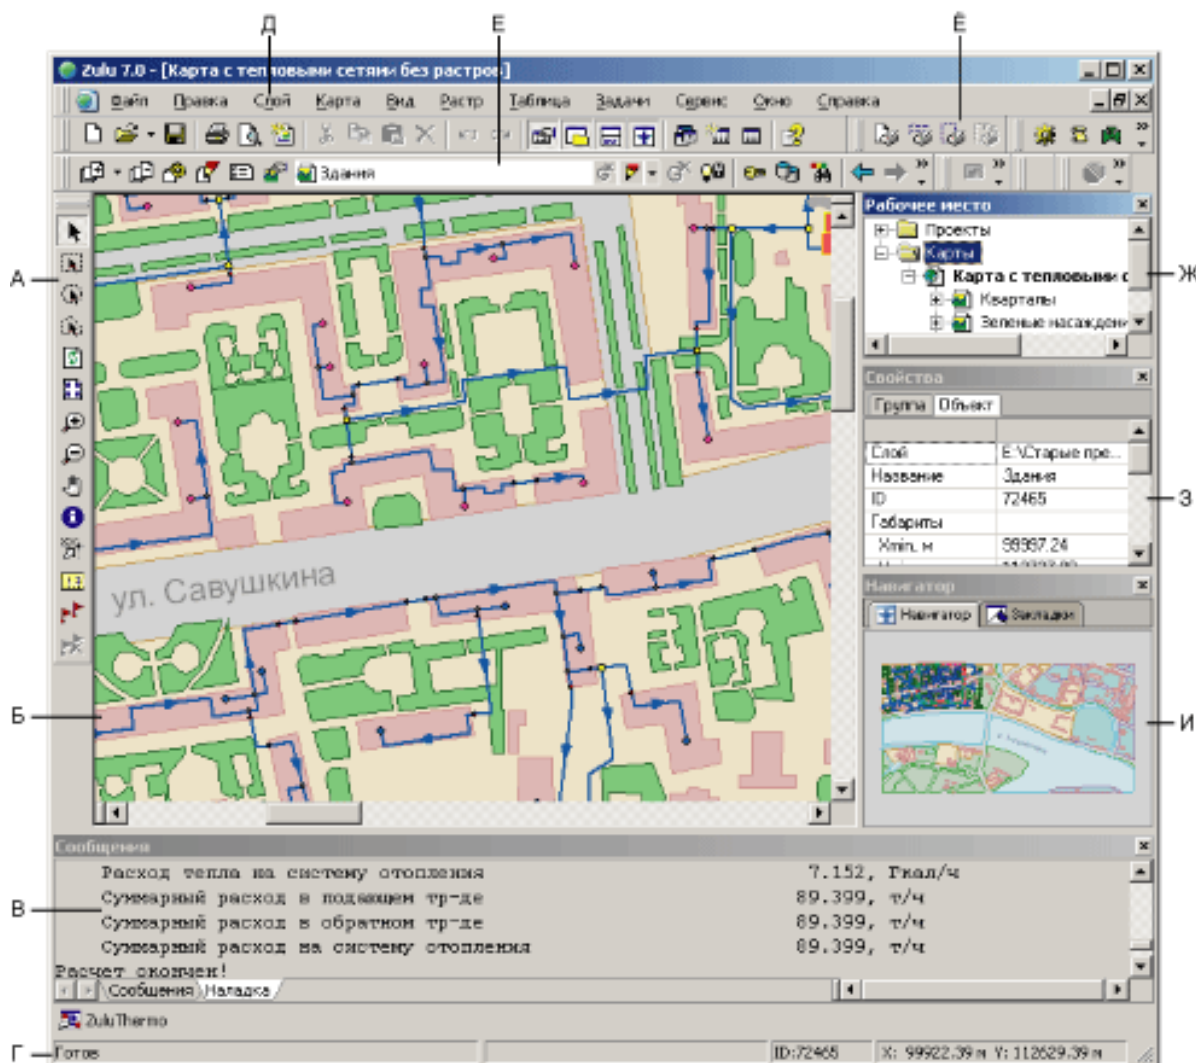 Д Е Ё
Zulu 7.0 - [Карта с тепловыми сетями без растров]
Файл Правка Слой Карта Вид Растр Таблица Задачи Сервис Окно Справка
Здания
А
Рабочее место
Проекты
Карты
Карта с тепловыми с
Ж
Кварталы
Зеленые насаждени
Свойства
Группа Объект
Слой E:\Старые пре...
Название Здания
З
ID 72465
Габариты
Xmin, м 99997.24
ул. Савушкина
Навигатор
Навигатор Закладки
Б
И
Сообщения
Расход тепла на систему отопления 7.152, Гкал/ч
Суммарный расход в подающем тр-де 89.399, т/ч
В
Суммарный расход в обратном тр-де 89.399, т/ч
Суммарный расход на систему отопления 89.399, т/ч
Расчет окончен!
Сообщения Наладка
ZuluThermo
Г
Готов ID:72465 X: 99922.39 м Y: 112629.39 м